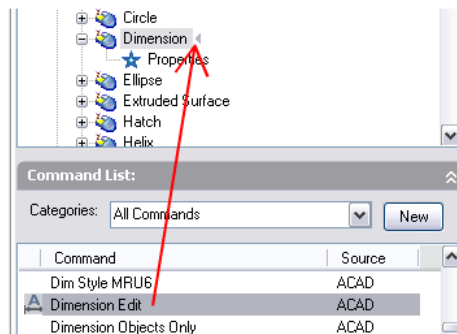 Circle
Dimension
Properties
Ellipse
Extruded Surface
Hatch
Helix
Command List:
Categories: All Commands New
Command Source
Dim Style MRU6 ACAD
Dimension Edit ACAD
Dimension Objects Only ACAD